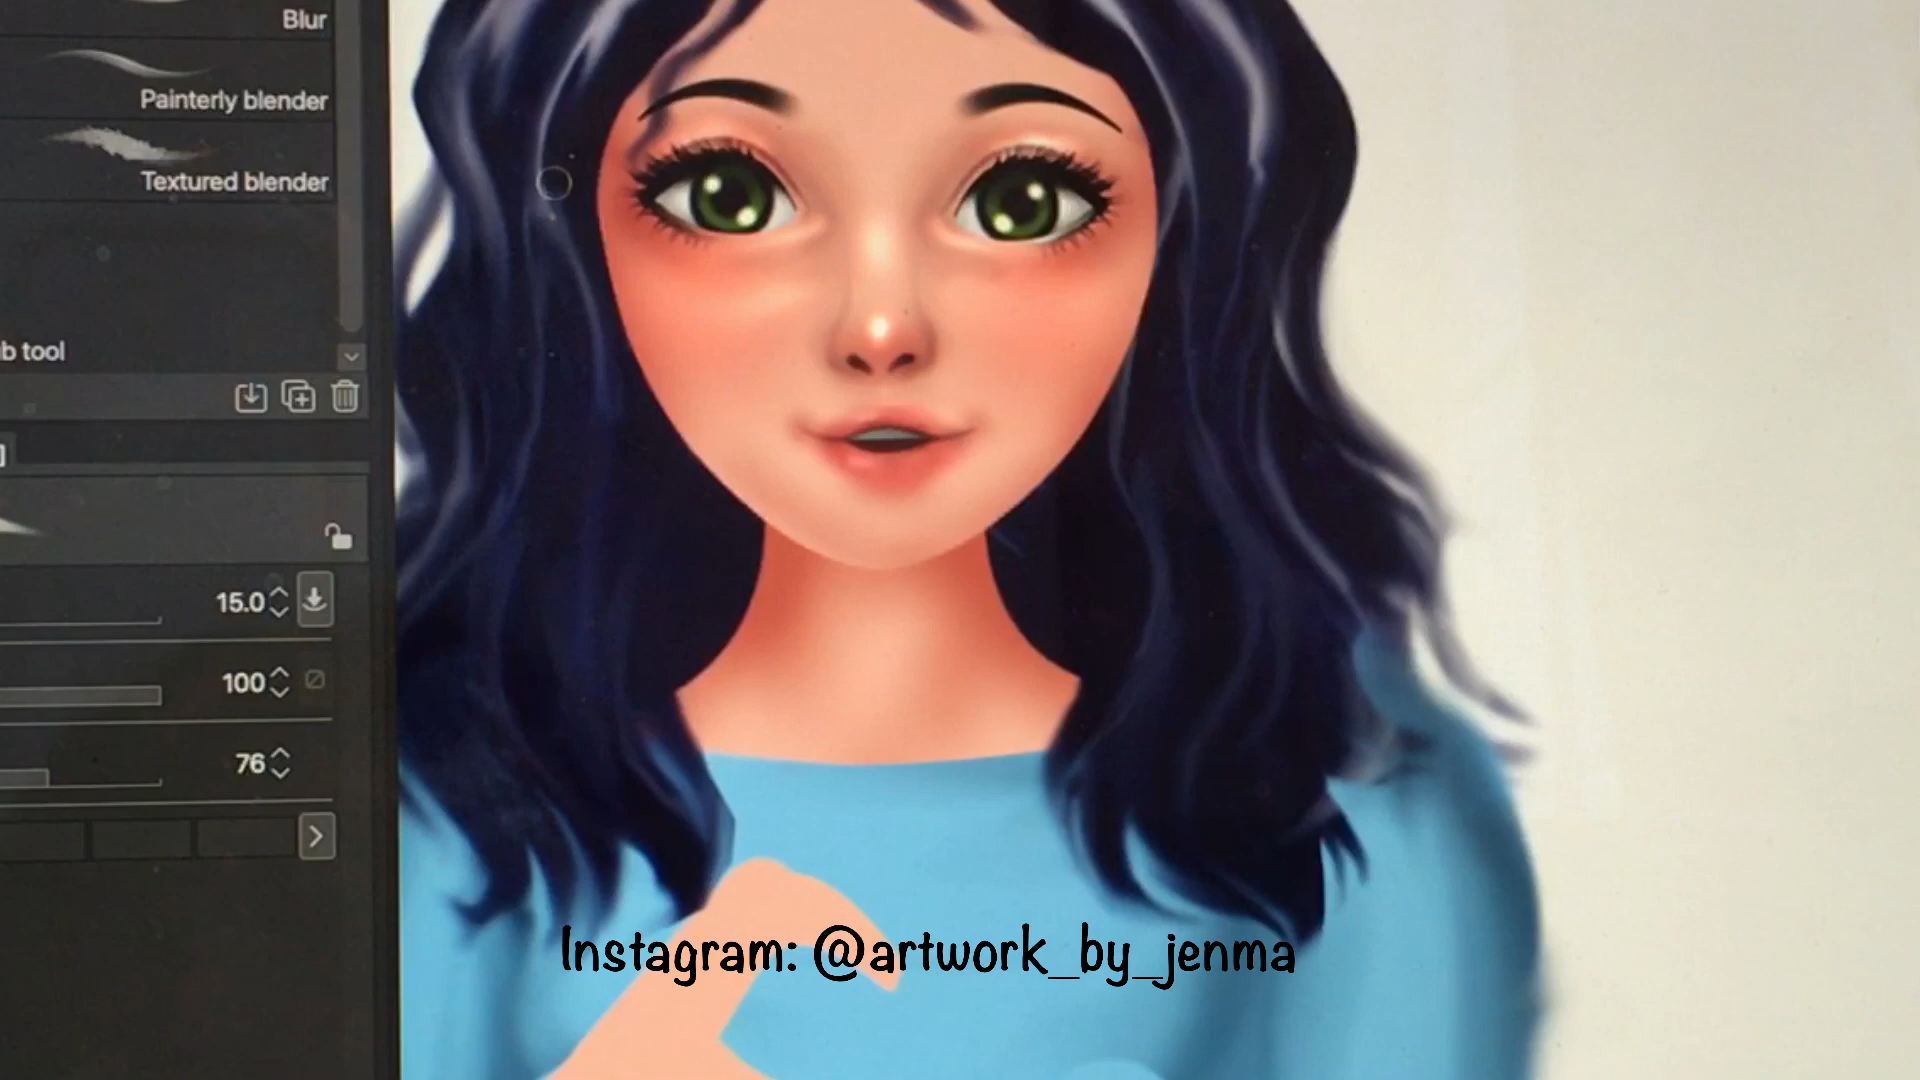 Blur
Painterly blender
Textured blender
b tool
15.0
100
76
Instagram: @artwork_by_jenma